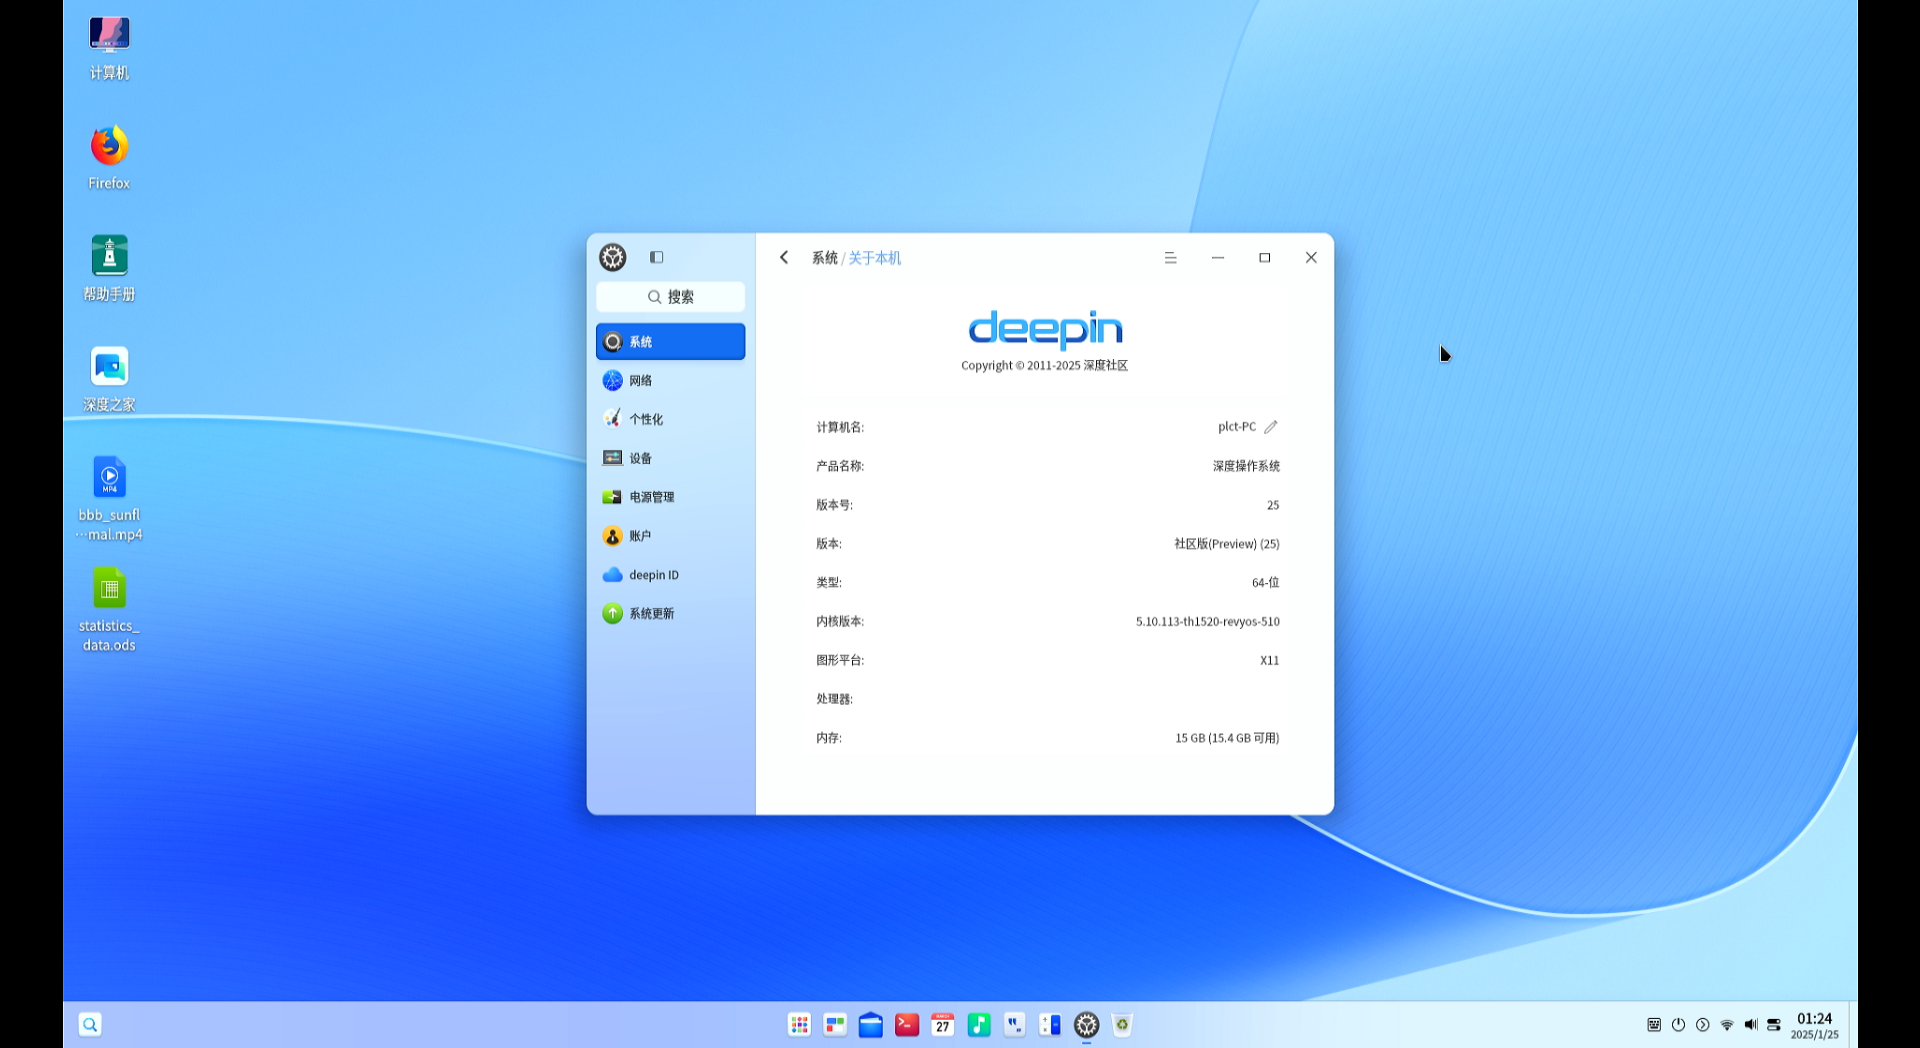 计算机
Firefox
帮助手册
深度之家
MP4
bbb_sunfl
…mal.mp4
statistics_
data.ods
搜索
系统
网络
个性化
设备
电源管理
账户
deepin ID
系统更新
系统 / 关于本机
deepin
Copyright © 2011-2025 深度社区
计算机名: plct-PC
产品名称: 深度操作系统
版本号: 25
版本: 社区版(Preview) (25)
类型: 64-位
内核版本: 5.10.113-th1520-revyos-510
图形平台: X11
处理器:
内存: 15 GB (15.4 GB 可用)
27
01:24
2025/1/25